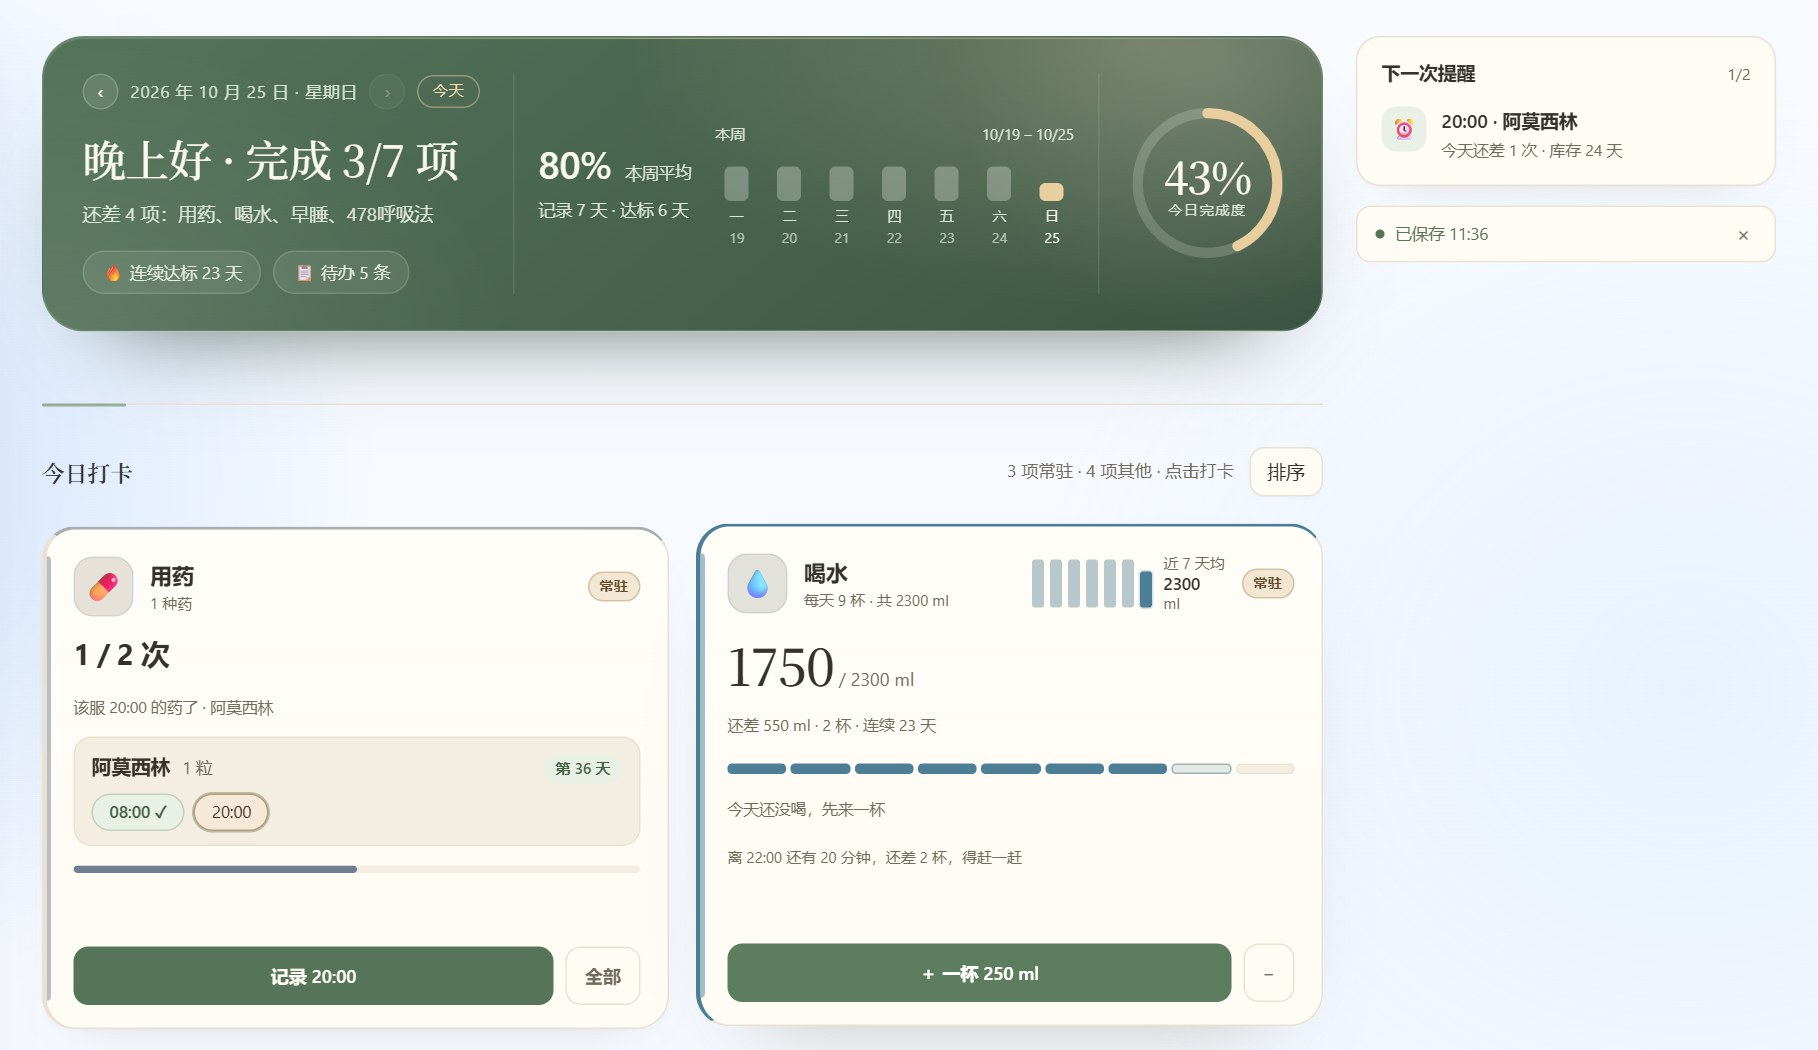 ‹ 2026 年 10 月 25 日 · 星期日 › 今天
晚上好 · 完成 3/7 项
还差 4 项：用药、喝水、早睡、478呼吸法
连续达标 23 天
待办 5 条
80% 本周平均
记录 7 天 · 达标 6 天
本周 10/19 – 10/25
一 二 三 四 五 六 日
19 20 21 22 23 24 25
43%
今日完成度
下一次提醒 1/2
20:00 · 阿莫西林
今天还差 1 次 · 库存 24 天
已保存 11:36 ×
今日打卡
3 项常驻 · 4 项其他 · 点击打卡 排序
用药 常驻
1 种药
1 / 2 次
该服 20:00 的药了 · 阿莫西林
阿莫西林 1 粒 第 36 天
08:00 ✓ 20:00
记录 20:00 全部
喝水
每天 9 杯 · 共 2300 ml
近 7 天均
2300
ml
常驻
1750 / 2300 ml
还差 550 ml · 2 杯 · 连续 23 天
今天还没喝，先来一杯
离 22:00 还有 20 分钟，还差 2 杯，得赶一赶
+ 一杯 250 ml −